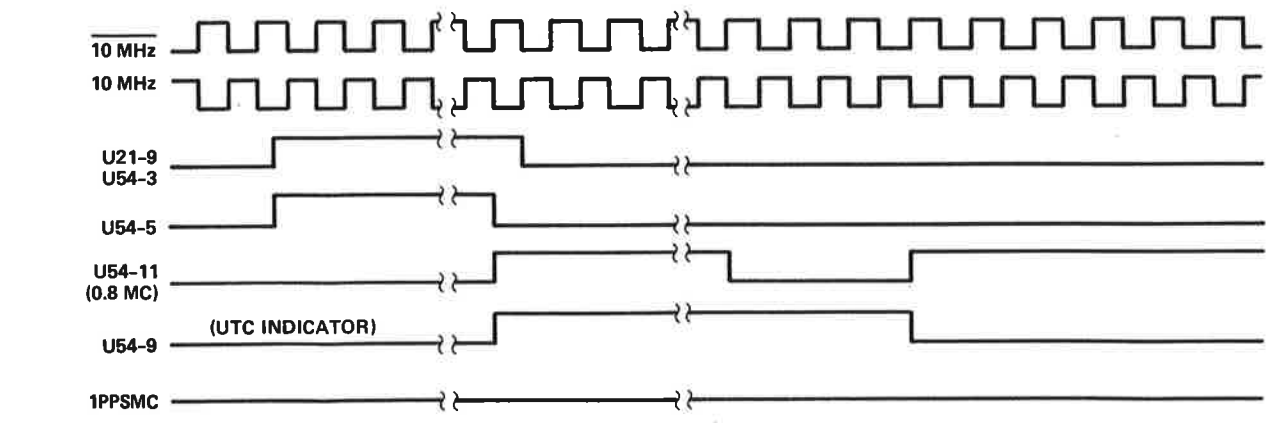 10 MHz
10 MHz
U21-9
U54-3
U54-5
U54-11
(0.8 MC)
(UTC INDICATOR)
U54-9
1PPSMC